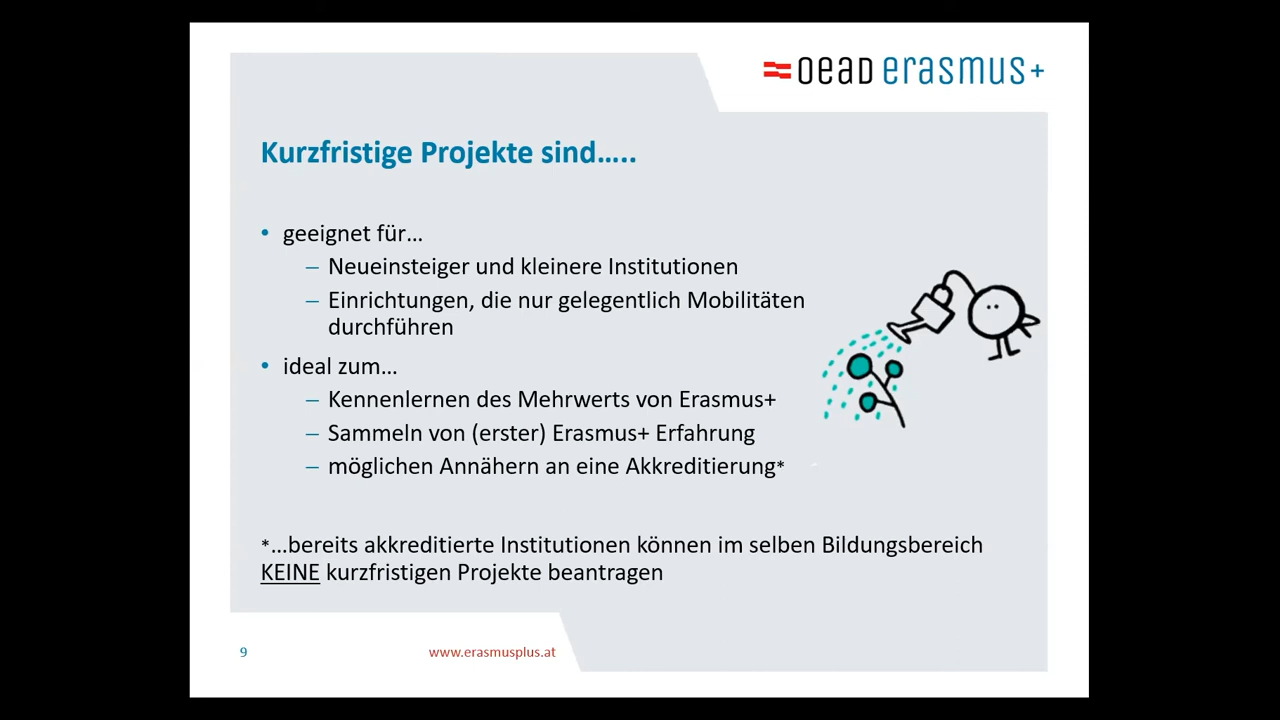 oead erasmus+
Kurzfristige Projekte sind…..
• geeignet für…
– Neueinsteiger und kleinere Institutionen
– Einrichtungen, die nur gelegentlich Mobilitäten
durchführen
• ideal zum…
– Kennenlernen des Mehrwerts von Erasmus+
– Sammeln von (erster) Erasmus+ Erfahrung
– möglichen Annähern an eine Akkreditierung*
*…bereits akkreditierte Institutionen können im selben Bildungsbereich
KEINE kurzfristigen Projekte beantragen
9
www.erasmusplus.at